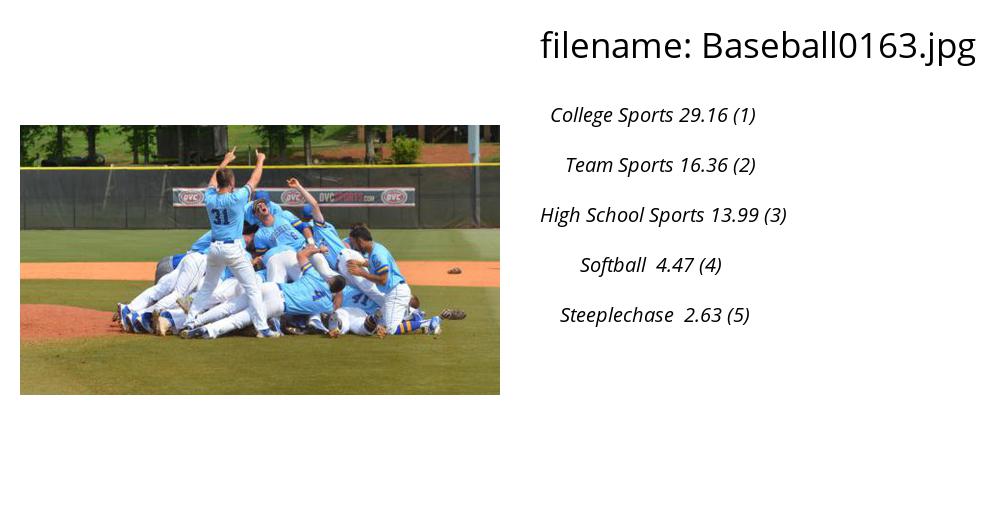 filename: Baseball0163.jpg
College Sports 29.16 (1)
Team Sports 16.36 (2)
High School Sports 13.99 (3)
Softball 4.47 (4)
Steeplechase 2.63 (5)
OVC
OVC
OVCSPORTS.COM
OVC
31
41